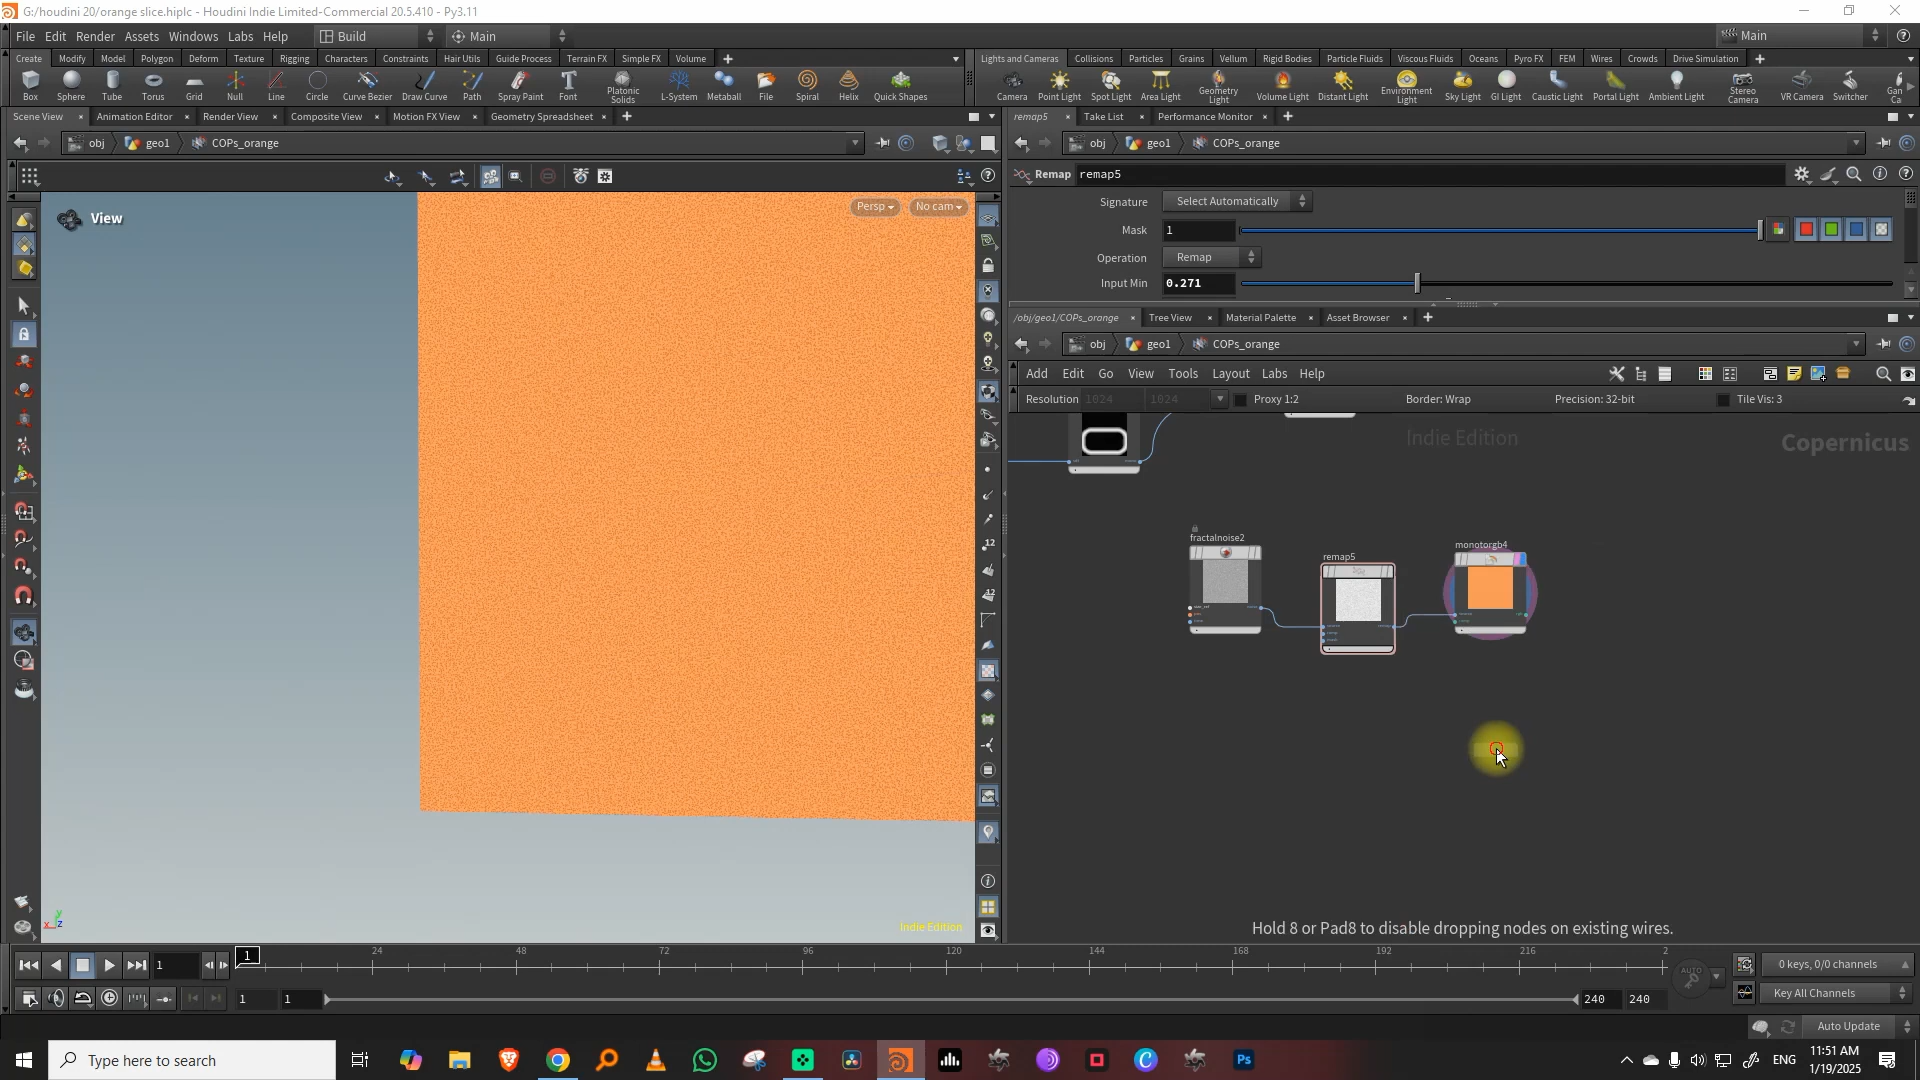 G:/houdini 20/orange slice.hiplc - Houdini Indie Limited-Commercial 20.5.410 - Py3.11
File Edit Render Assets Windows Labs Help Build Main Main
Create Modify Model Polygon Deform Texture Rigging Characters Constraints Hair Utils Guide Process Terrain FX Simple FX Volume
Lights and Cameras Collisions Particles Grains Vellum Rigid Bodies Particle Fluids Viscous Fluids Oceans Pyro FX FEM Wires Crowds Drive Simulation
Box Sphere Tube Torus Grid Null Line Circle Curve Bezier Draw Curve Path Spray Paint Font Platonic Solids L-System Metaball File Spiral Helix Quick Shapes
Camera Point Light Spot Light Area Light Geometry Light Volume Light Distant Light Environment Light Sky Light GI Light Caustic Light Portal Light Ambient Light Stereo Camera VR Camera Switcher Gan Ca
Scene View Animation Editor Render View Composite View Motion FX View Geometry Spreadsheet
remap5 Take List Performance Monitor
obj geo1 COPs_orange
obj geo1 COPs_orange
Remap remap5
Signature Select Automatically
Mask 1
Operation Remap
Input Min 0.271
View
Persp No cam
/obj/geo1/COPs_orange Tree View Material Palette Asset Browser
obj geo1 COPs_orange
Add Edit Go View Tools Layout Labs Help
Resolution 1024 1024 Proxy 1:2 Border: Wrap Precision: 32-bit Tile Vis: 3
Indie Edition
Copernicus
fractalnoise2
remap5
monotorgb4
12
12
Indie Edition
Hold 8 or Pad8 to disable dropping nodes on existing wires.
1 1 24 48 72 96 120 144 168 192 216 2
0 keys, 0/0 channels
AUTO
1 1 240 240
Key All Channels
Auto Update
Type here to search
ENG
11:51 AM
1/19/2025